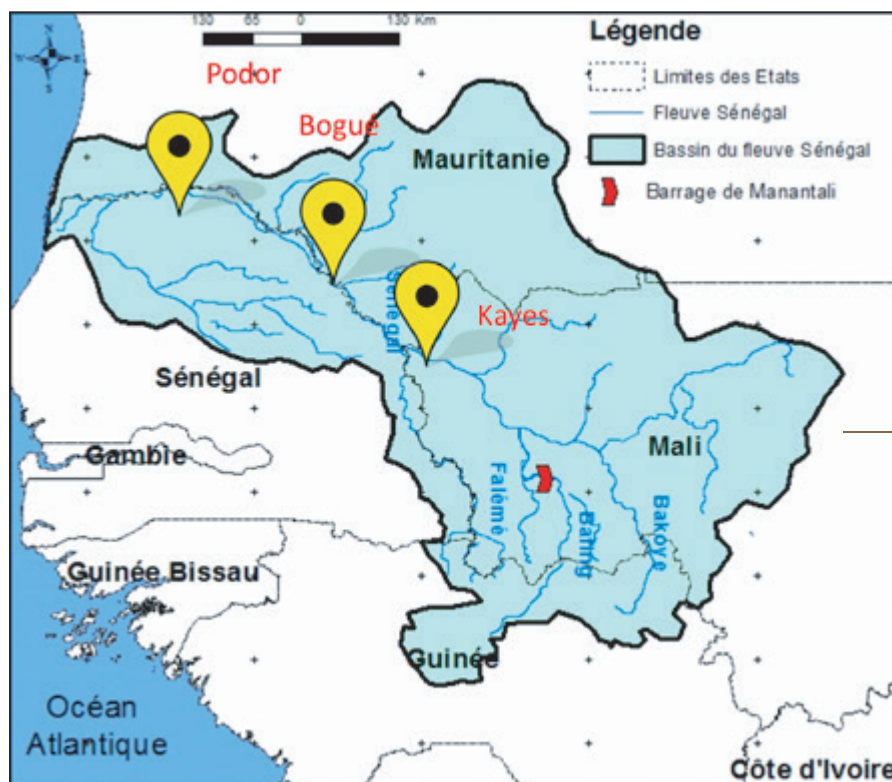 130 65 0 130 Km
Légende
Limites des Etats
Fleuve Sénégal
Bassin du fleuve Sénégal
Barrage de Manantali
Podor
Bogué
Mauritanie
Sénégal
Kayes
Sénégal
Gambie
Mali
Falémé
Bafing
Bakoye
Guinée Bissau
Guinée
Océan
Atlantique
Côte d'Ivoire